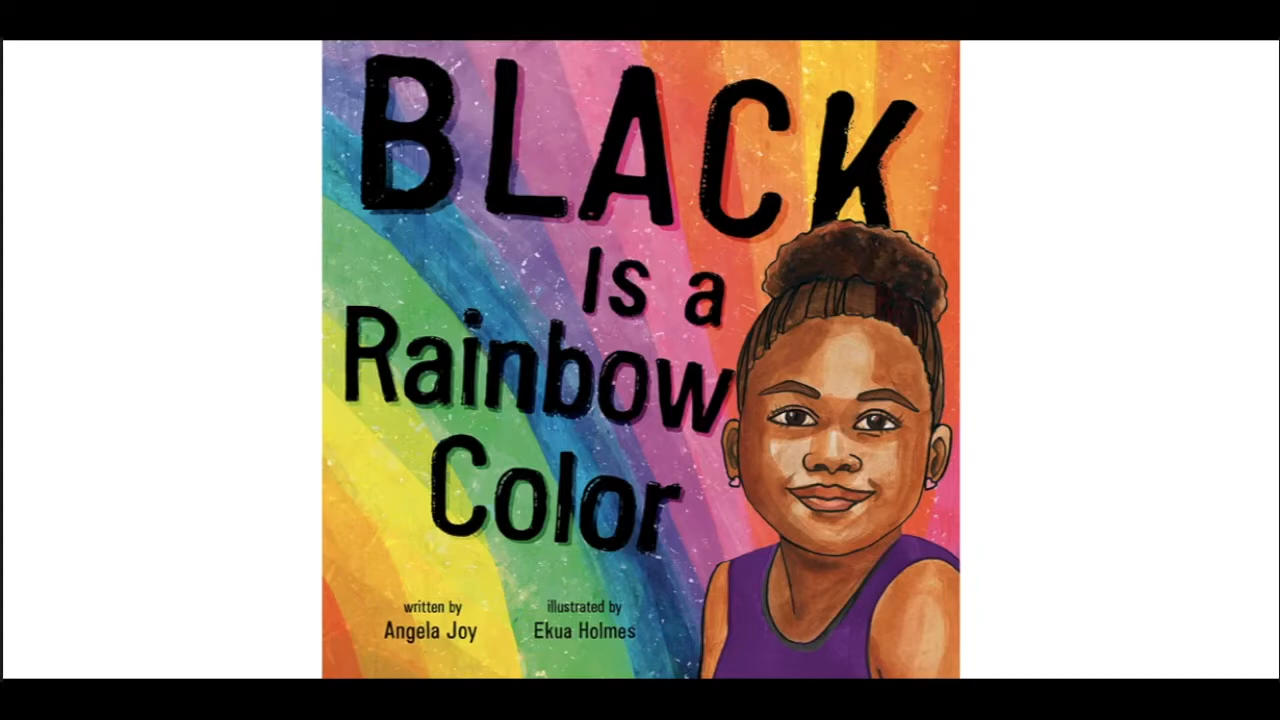 BLACK
Is a
Rainbow
Color
written by
Angela Joy
illustrated by
Ekua Holmes